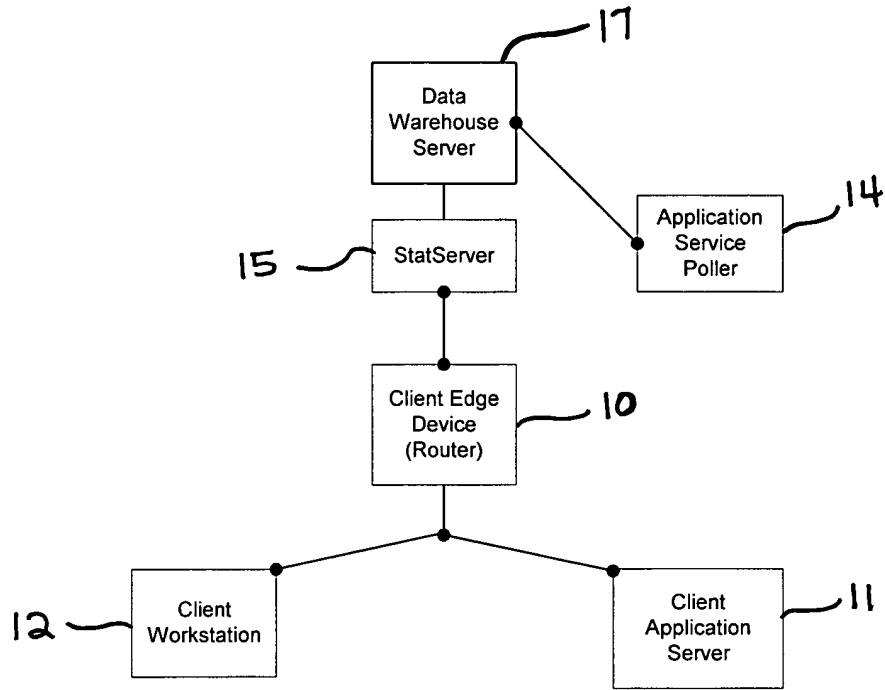 17
Data
Warehouse
Server
14
Application
Service
Poller
15
StatServer
Client Edge
Device
(Router)
10
12
Client
Workstation
Client
Application
Server
11